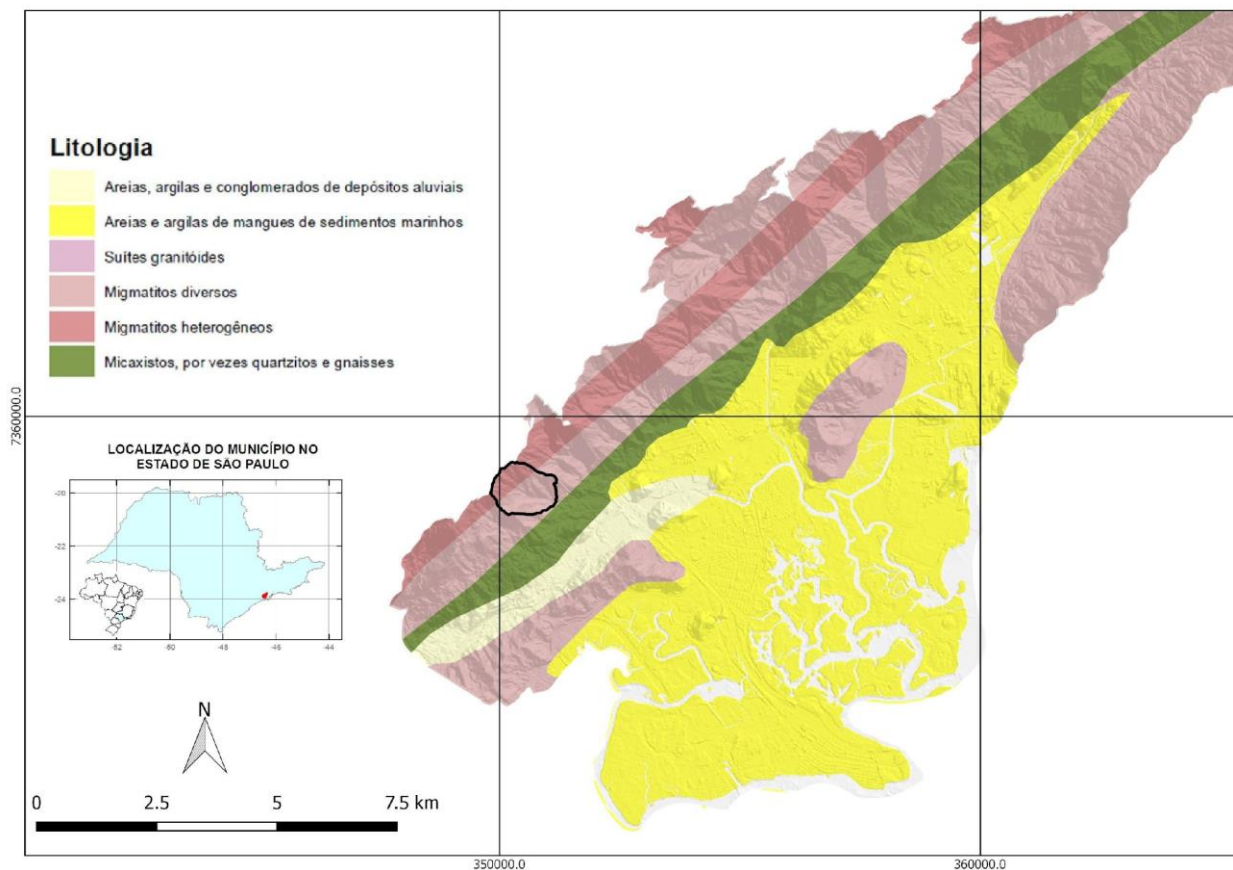 Litologia
Areias, argilas e conglomerados de depósitos aluviais
Areias e argilas de mangues de sedimentos marinhos
Suítes granitóides
Migmatitos diversos
Migmatitos heterogêneos
Micaxistos, por vezes quartzitos e gnaisses
7360000.0
LOCALIZAÇÃO DO MUNICÍPIO NO
ESTADO DE SÃO PAULO
-20
-22
-24
-52 -50 -48 -46 -44
N
0 2.5 5 7.5 km
350000.0 360000.0